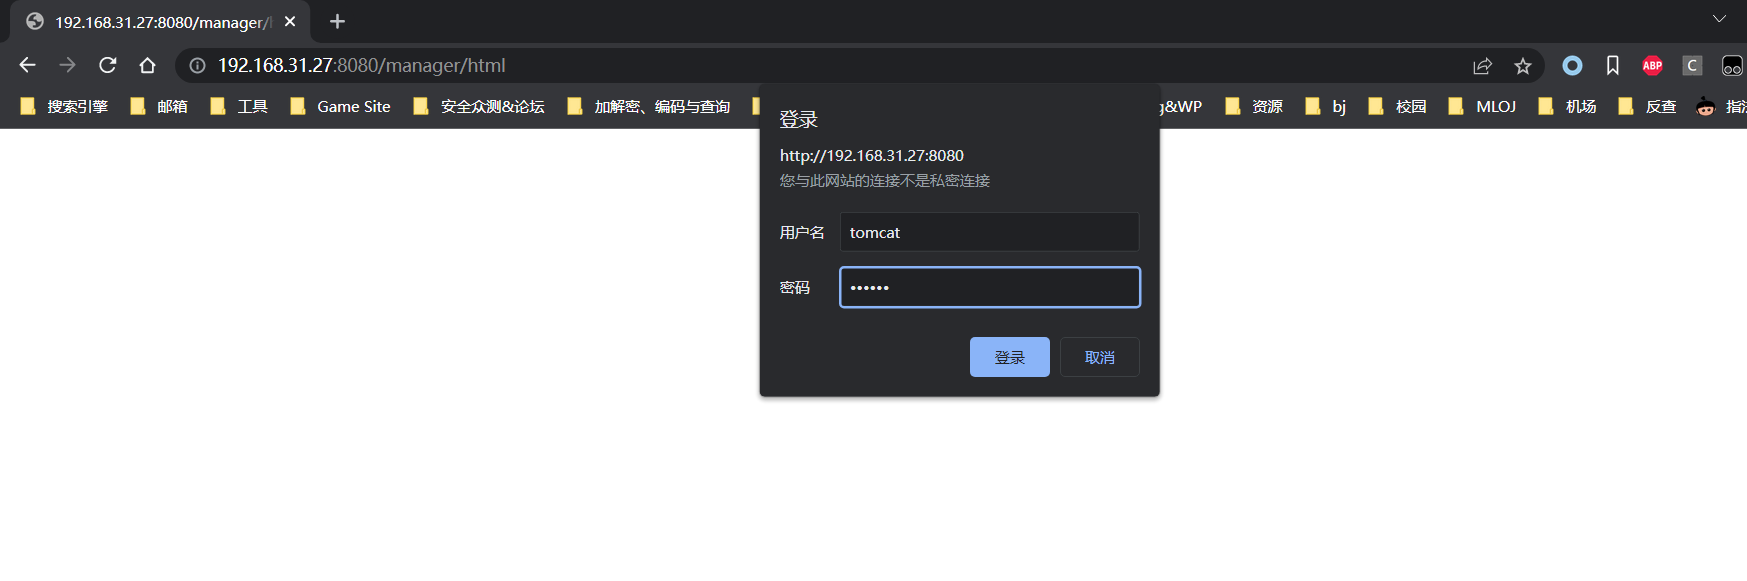 192.168.31.27:8080/manager/
192.168.31.27:8080/manager/html
ABP
C
搜索引擎 邮箱 工具 Game Site 安全众测&论坛 加解密、编码与查询 g&WP 资源 bj 校园 MLOJ 机场 反查
登录
http://192.168.31.27:8080
您与此网站的连接不是私密连接
用户名 tomcat
密码 ••••••
登录 取消